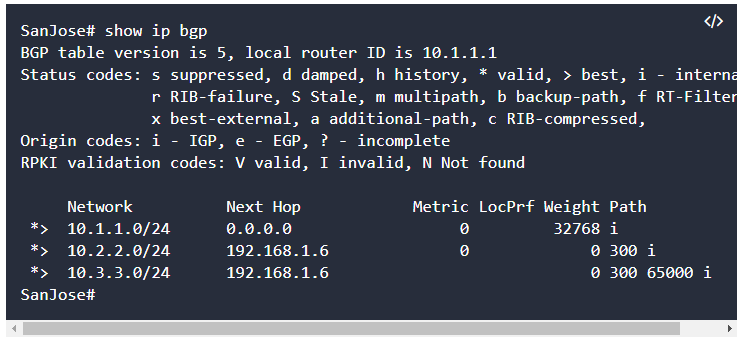 </>
SanJose# show ip bgp
BGP table version is 5, local router ID is 10.1.1.1
Status codes: s suppressed, d damped, h history, * valid, > best, i - interna
r RIB-failure, S Stale, m multipath, b backup-path, f RT-Filter
x best-external, a additional-path, c RIB-compressed,
Origin codes: i - IGP, e - EGP, ? - incomplete
RPKI validation codes: V valid, I invalid, N Not found
Network Next Hop Metric LocPrf Weight Path
*> 10.1.1.0/24 0.0.0.0 0 32768 i
*> 10.2.2.0/24 192.168.1.6 0 0 300 i
*> 10.3.3.0/24 192.168.1.6 0 300 65000 i
SanJose#